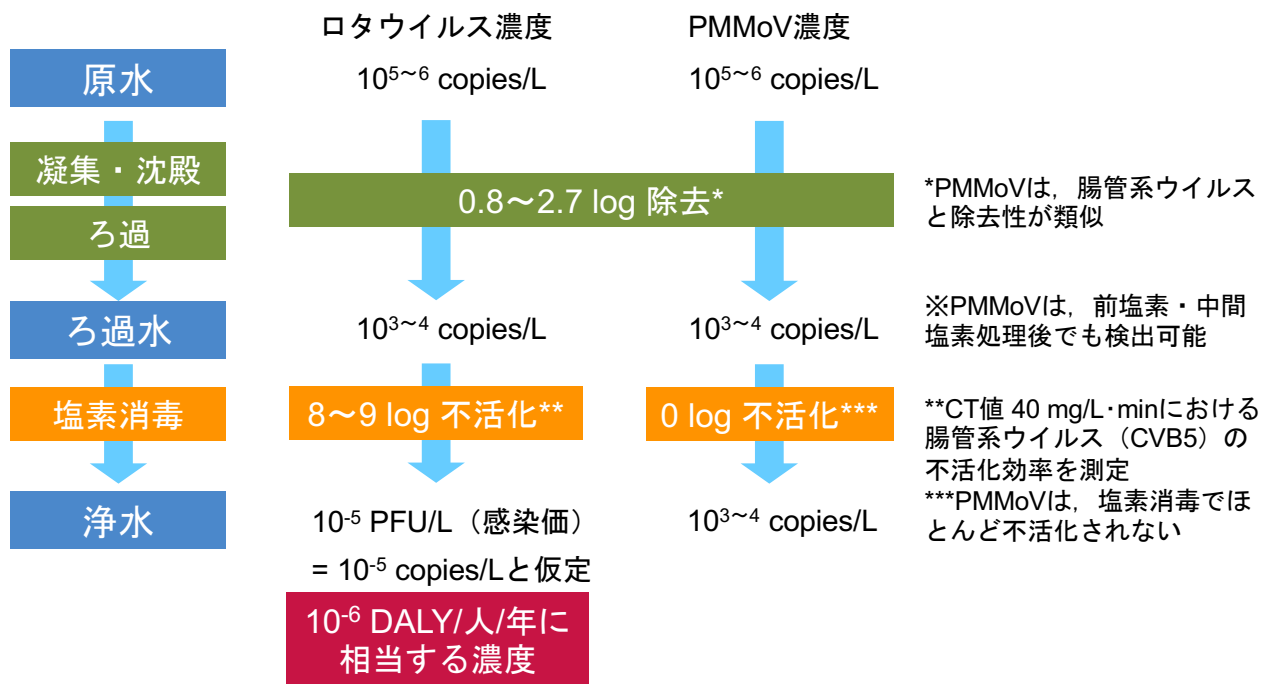 ロタウイルス濃度
PMMoV濃度
原水
10⁵~⁶ copies/L
10⁵~⁶ copies/L
凝集・沈殿
ろ過
0.8〜2.7 log 除去*
*PMMoVは，腸管系ウイルス
と除去性が類似
ろ過水
10³~⁴ copies/L
10³~⁴ copies/L
※PMMoVは，前塩素・中間
塩素処理後でも検出可能
塩素消毒
8〜9 log 不活化**
0 log 不活化***
**CT値 40 mg/L·minにおける
腸管系ウイルス（CVB5）の
不活化効率を測定
***PMMoVは，塩素消毒でほ
とんど不活化されない
浄水
10⁻⁵ PFU/L（感染価）
= 10⁻⁵ copies/Lと仮定
10³~⁴ copies/L
10⁻⁶ DALY/人/年に
相当する濃度